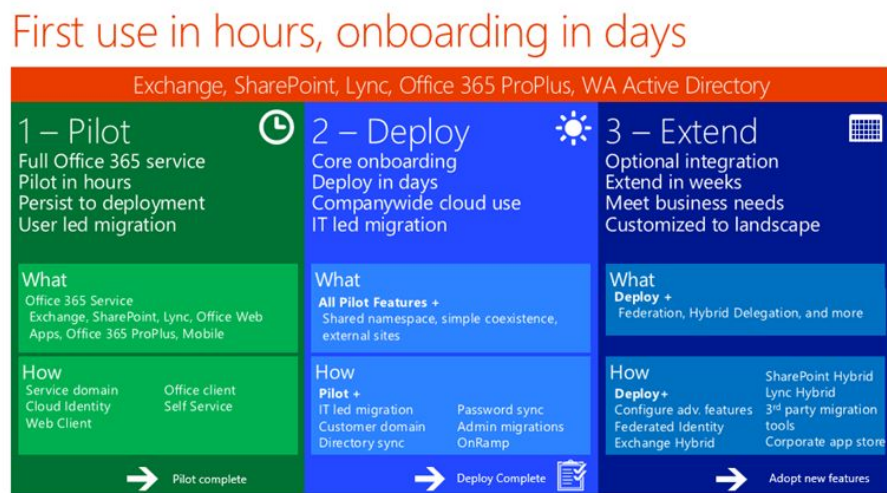 First use in hours, onboarding in days
Exchange, SharePoint, Lync, Office 365 ProPlus, WA Active Directory
1 – Pilot
Full Office 365 service
Pilot in hours
Persist to deployment
User led migration
What
Office 365 Service
Exchange, SharePoint, Lync, Office Web
Apps, Office 365 ProPlus, Mobile
How
Service domain
Cloud Identity
Web Client
Office client
Self Service
Pilot complete
2 – Deploy
Core onboarding
Deploy in days
Companywide cloud use
IT led migration
What
All Pilot Features +
Shared namespace, simple coexistence,
external sites
How
Pilot +
IT led migration
Customer domain
Directory sync
Password sync
Admin migrations
OnRamp
Deploy Complete
3 – Extend
Optional integration
Extend in weeks
Meet business needs
Customized to landscape
What
Deploy +
Federation, Hybrid Delegation, and more
How
Deploy+
Configure adv. features
Federated Identity
Exchange Hybrid
SharePoint Hybrid
Lync Hybrid
3rd party migration
tools
Corporate app store
Adopt new features